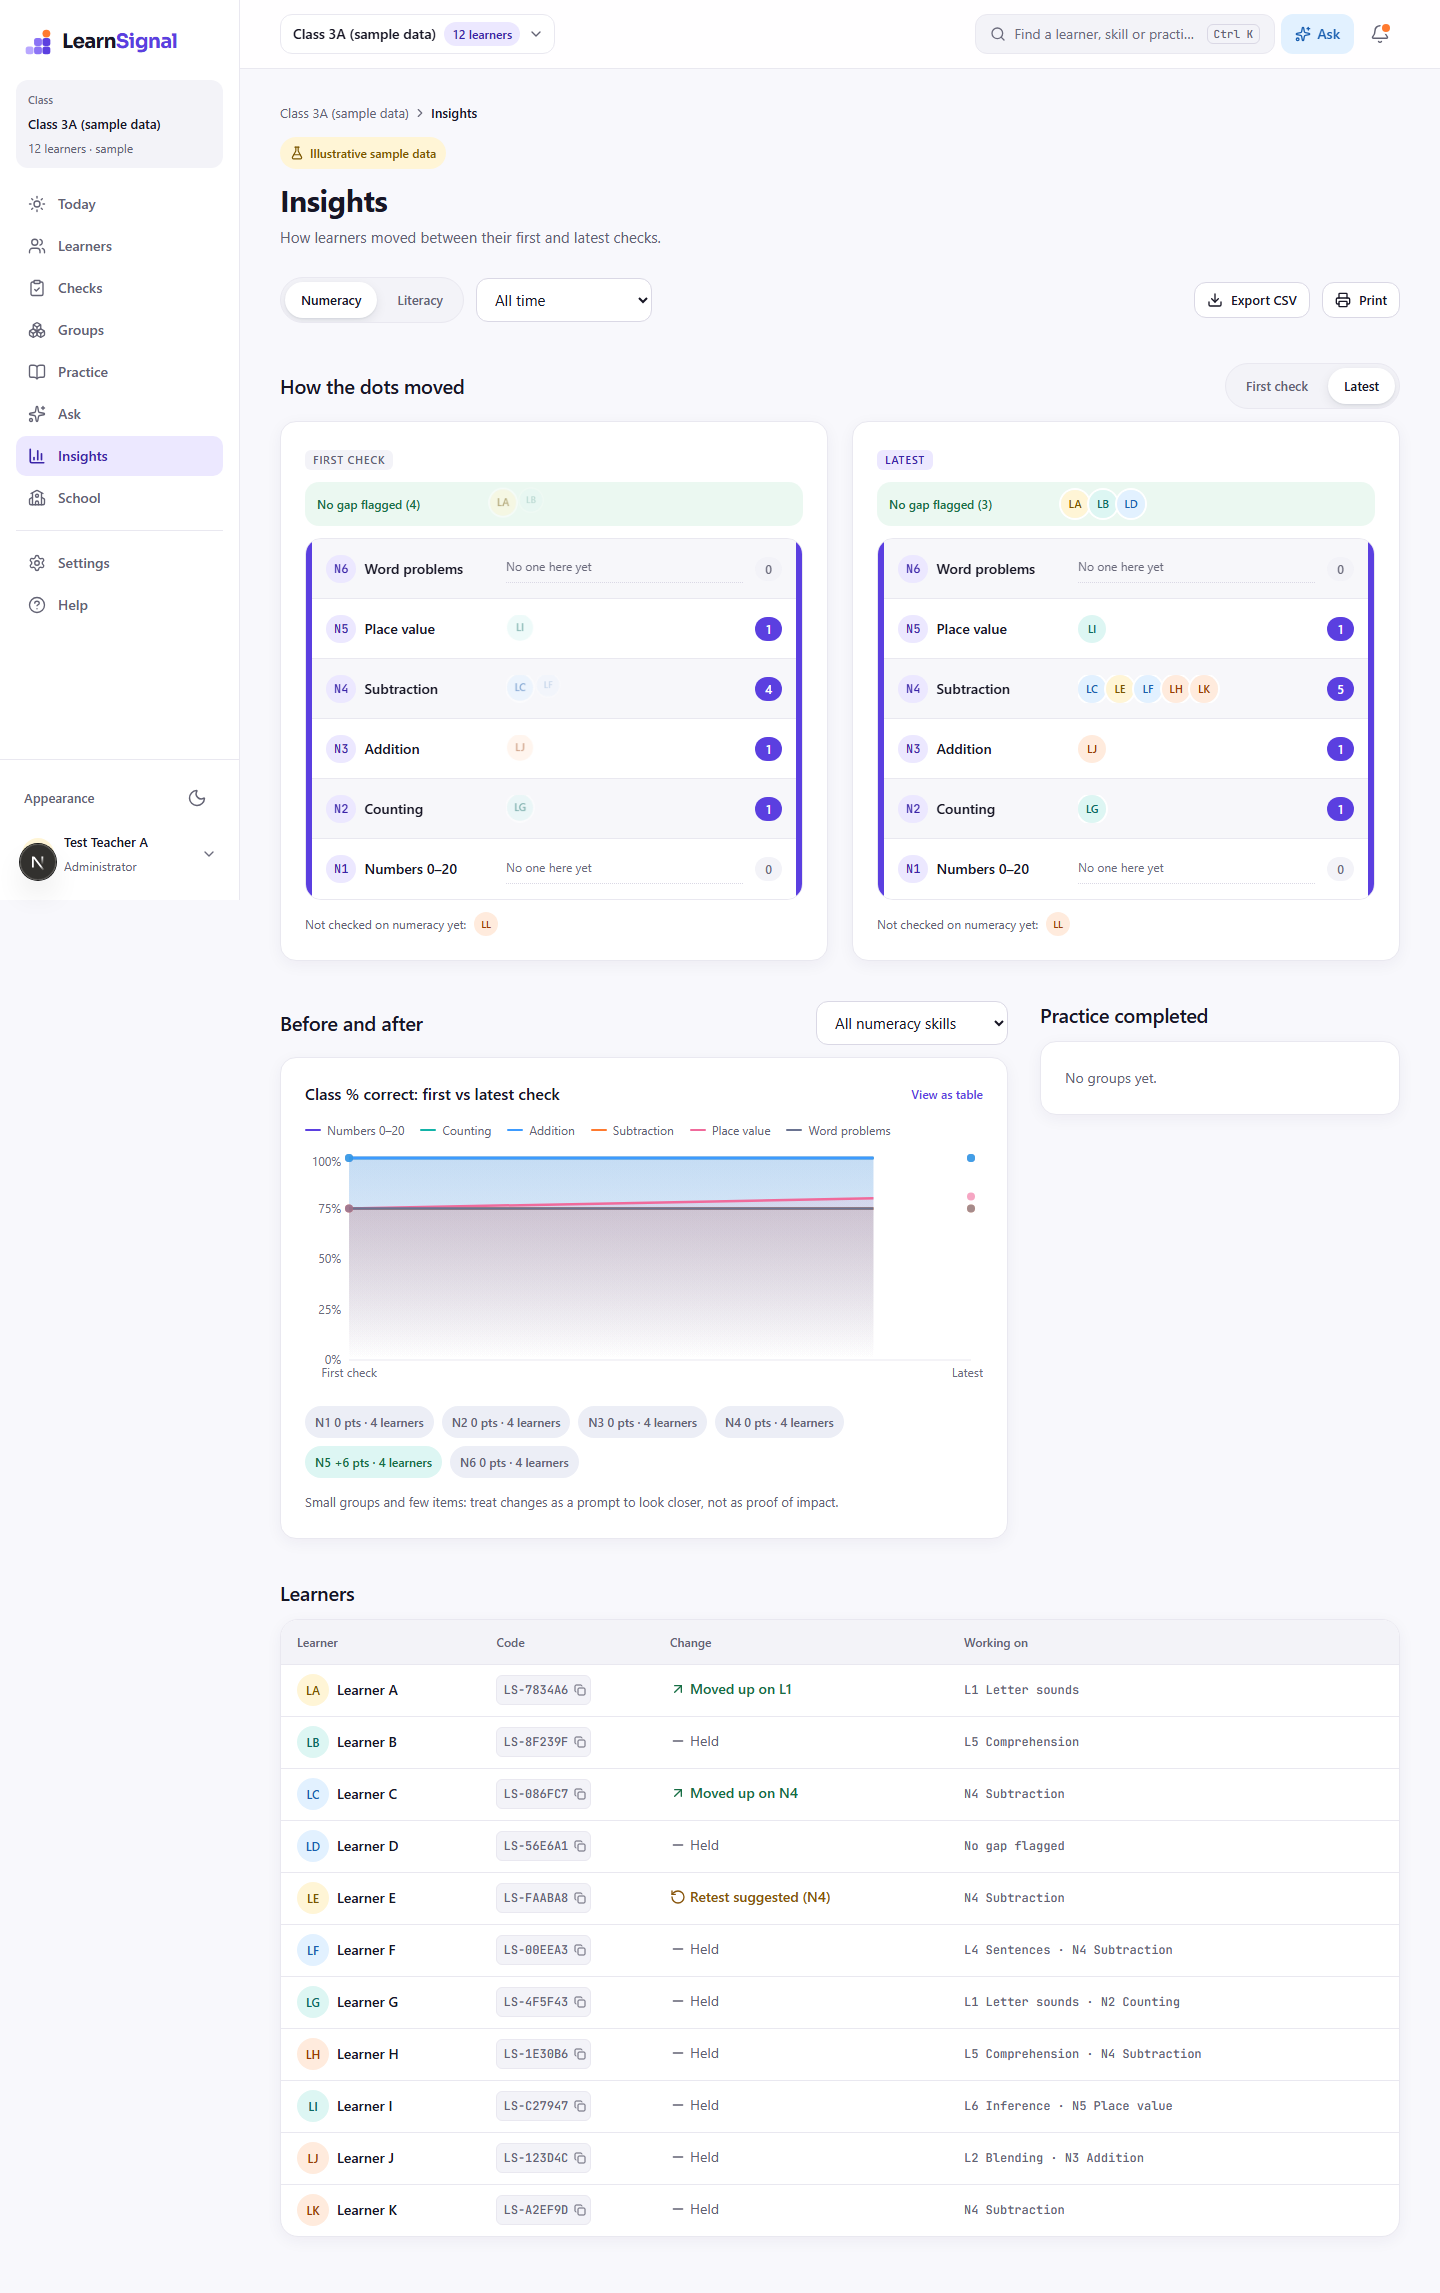 LearnSignal
Class 3A (sample data) 12 learners
Find a learner, skill or practi... Ctrl K
Ask
Class
Class 3A (sample data)
12 learners · sample
Today
Learners
Checks
Groups
Practice
Ask
Insights
School
Settings
Help
Appearance
N
Test Teacher A
Administrator
Class 3A (sample data) > Insights
Illustrative sample data
Insights
How learners moved between their first and latest checks.
Numeracy Literacy All time
Export CSV Print
How the dots moved
First check Latest
FIRST CHECK
No gap flagged (4) LA LB
N6 Word problems No one here yet 0
N5 Place value LI 1
N4 Subtraction LC LF 4
N3 Addition LJ 1
N2 Counting LG 1
N1 Numbers 0–20 No one here yet 0
Not checked on numeracy yet: LL
LATEST
No gap flagged (3) LA LB LD
N6 Word problems No one here yet 0
N5 Place value LI 1
N4 Subtraction LC LE LF LH LK 5
N3 Addition LJ 1
N2 Counting LG 1
N1 Numbers 0–20 No one here yet 0
Not checked on numeracy yet: LL
Before and after All numeracy skills
Class % correct: first vs latest check View as table
Numbers 0–20 Counting Addition Subtraction Place value Word problems
100%
75%
50%
25%
0%
First check Latest
N1 0 pts · 4 learners N2 0 pts · 4 learners N3 0 pts · 4 learners N4 0 pts · 4 learners
N5 +6 pts · 4 learners N6 0 pts · 4 learners
Small groups and few items: treat changes as a prompt to look closer, not as proof of impact.
Practice completed
No groups yet.
Learners
Learner Code Change Working on
LA Learner A LS-7834A6 Moved up on L1 L1 Letter sounds
LB Learner B LS-8F239F Held L5 Comprehension
LC Learner C LS-086FC7 Moved up on N4 N4 Subtraction
LD Learner D LS-56E6A1 Held No gap flagged
LE Learner E LS-FAABA8 Retest suggested (N4) N4 Subtraction
LF Learner F LS-00EEA3 Held L4 Sentences · N4 Subtraction
LG Learner G LS-4F5F43 Held L1 Letter sounds · N2 Counting
LH Learner H LS-1E30B6 Held L5 Comprehension · N4 Subtraction
LI Learner I LS-C27947 Held L6 Inference · N5 Place value
LJ Learner J LS-123D4C Held L2 Blending · N3 Addition
LK Learner K LS-A2EF9D Held N4 Subtraction